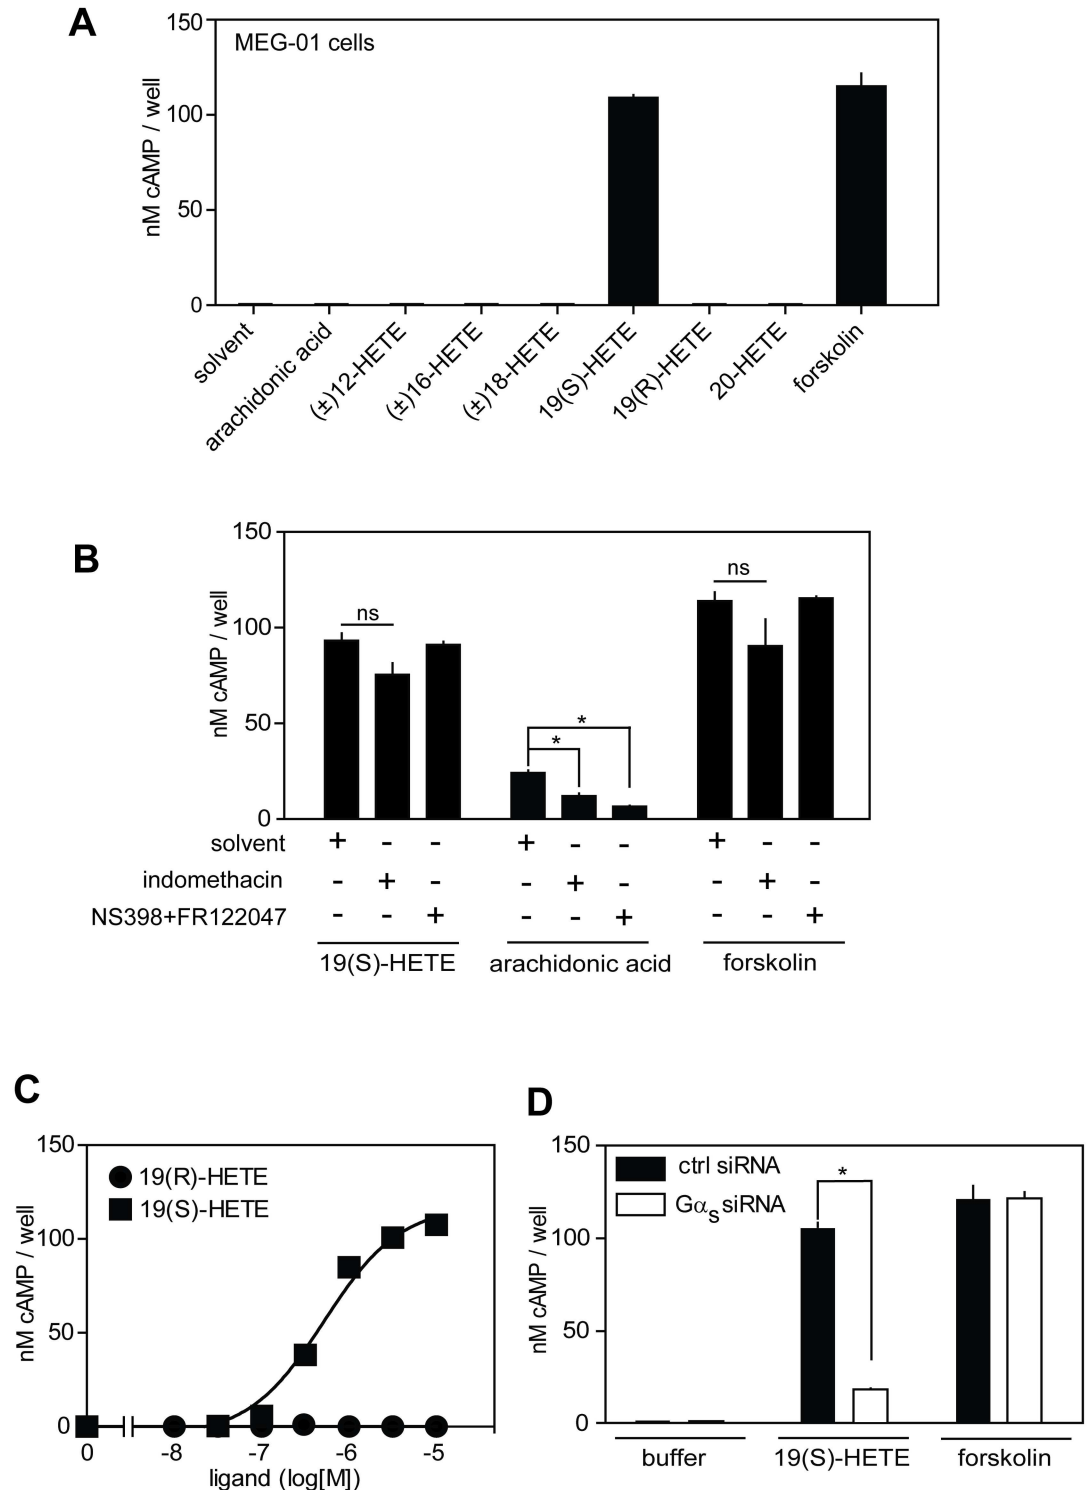 A
MEG-01 cells
nM cAMP / well
150
100
50
0
solvent
arachidonic acid
(±)12-HETE
(±)16-HETE
(±)18-HETE
19(S)-HETE
19(R)-HETE
20-HETE
forskolin
B
nM cAMP / well
150
100
50
0
ns
*
*
ns
solvent + - - + - - + - -
indomethacin - + - - + - - + -
NS398+FR122047 - - + - - + - - +
19(S)-HETE arachidonic acid forskolin
C
nM cAMP / well
150
100
50
0
19(R)-HETE
19(S)-HETE
0 -8 -7 -6 -5
ligand (log[M])
D
nM cAMP / well
150
100
50
0
ctrl siRNA
GαS siRNA
*
buffer 19(S)-HETE forskolin